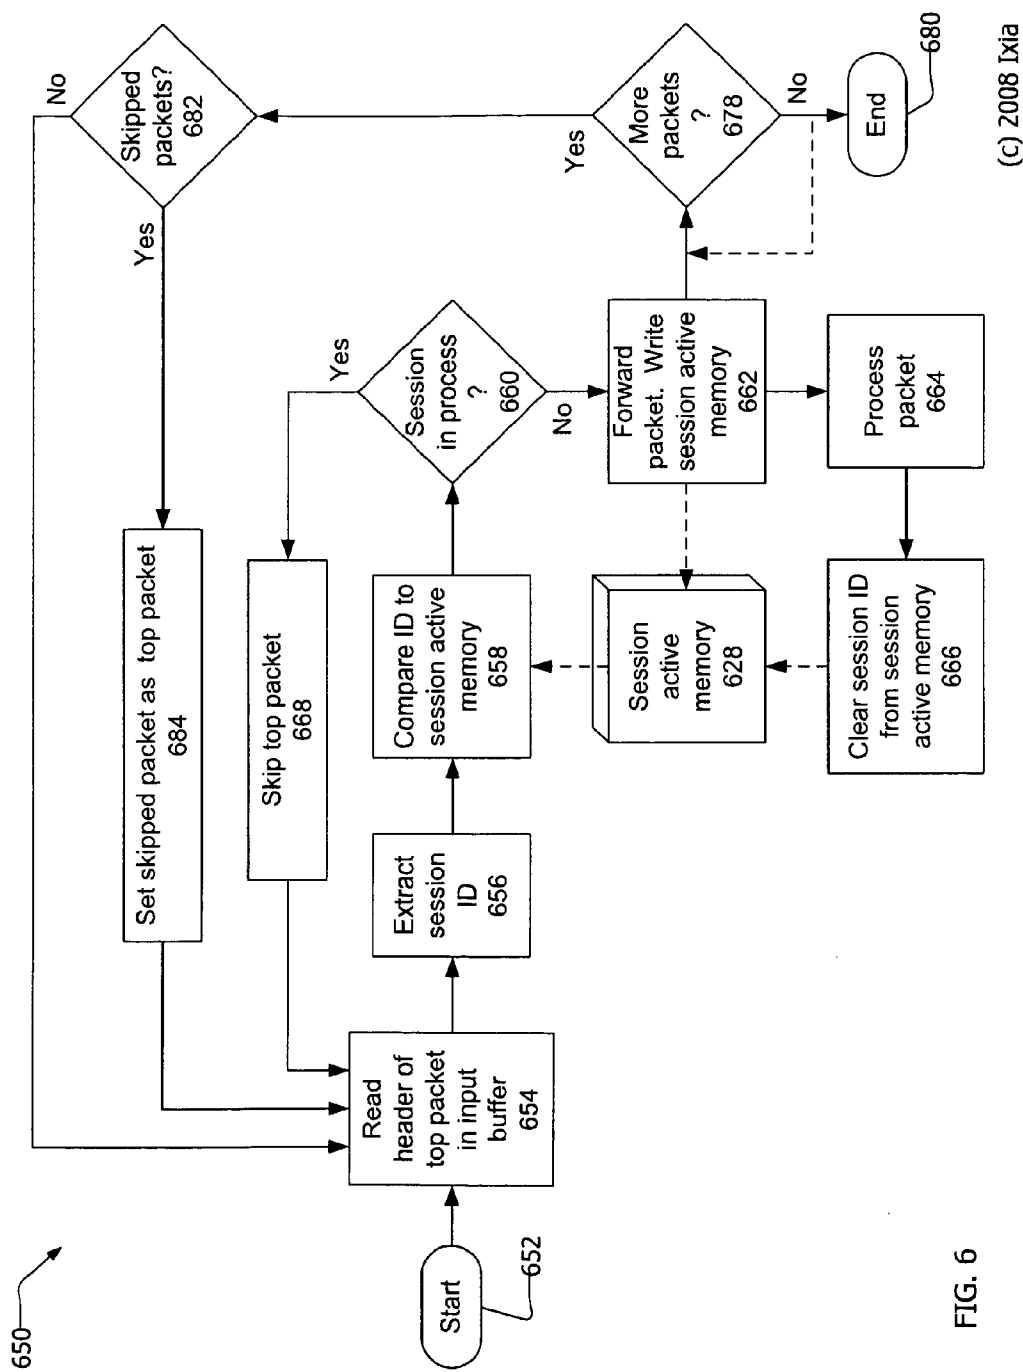 650
Start
652
Read
header of
top packet
in input
buffer
654
Extract
session
ID
656
Compare ID to
session active
memory
658
Session
in process
?
660
Yes
No
Skip top packet
668
Set skipped packet as top packet
684
Yes
No
Skipped
packets?
682
Forward
packet. Write
session active
memory
662
Session
active
memory
628
Process
packet
664
Clear session ID
from session
active memory
666
More
packets
?
678
Yes
No
End
680
FIG. 6
(c) 2008 Ixia